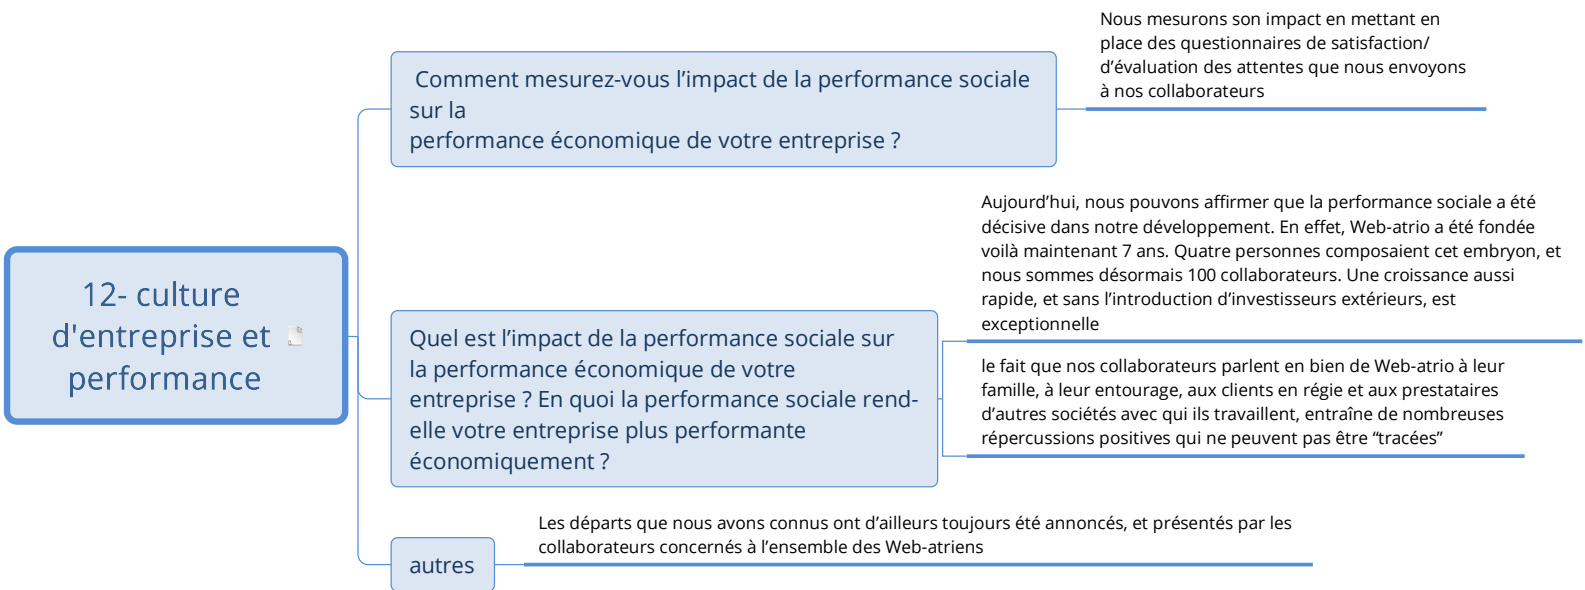 12- culture
d'entreprise et
performance
Comment mesurez-vous l’impact de la performance sociale
sur la
performance économique de votre entreprise ?
Nous mesurons son impact en mettant en
place des questionnaires de satisfaction/
d’évaluation des attentes que nous envoyons
à nos collaborateurs
Quel est l’impact de la performance sociale sur
la performance économique de votre
entreprise ? En quoi la performance sociale rend-
elle votre entreprise plus performante
économiquement ?
Aujourd’hui, nous pouvons affirmer que la performance sociale a été
décisive dans notre développement. En effet, Web-atrio a été fondée
voilà maintenant 7 ans. Quatre personnes composaient cet embryon, et
nous sommes désormais 100 collaborateurs. Une croissance aussi
rapide, et sans l’introduction d’investisseurs extérieurs, est
exceptionnelle
le fait que nos collaborateurs parlent en bien de Web-atrio à leur
famille, à leur entourage, aux clients en régie et aux prestataires
d’autres sociétés avec qui ils travaillent, entraîne de nombreuses
répercussions positives qui ne peuvent pas être “tracées”
autres
Les départs que nous avons connus ont d’ailleurs toujours été annoncés, et présentés par les
collaborateurs concernés à l’ensemble des Web-atriens